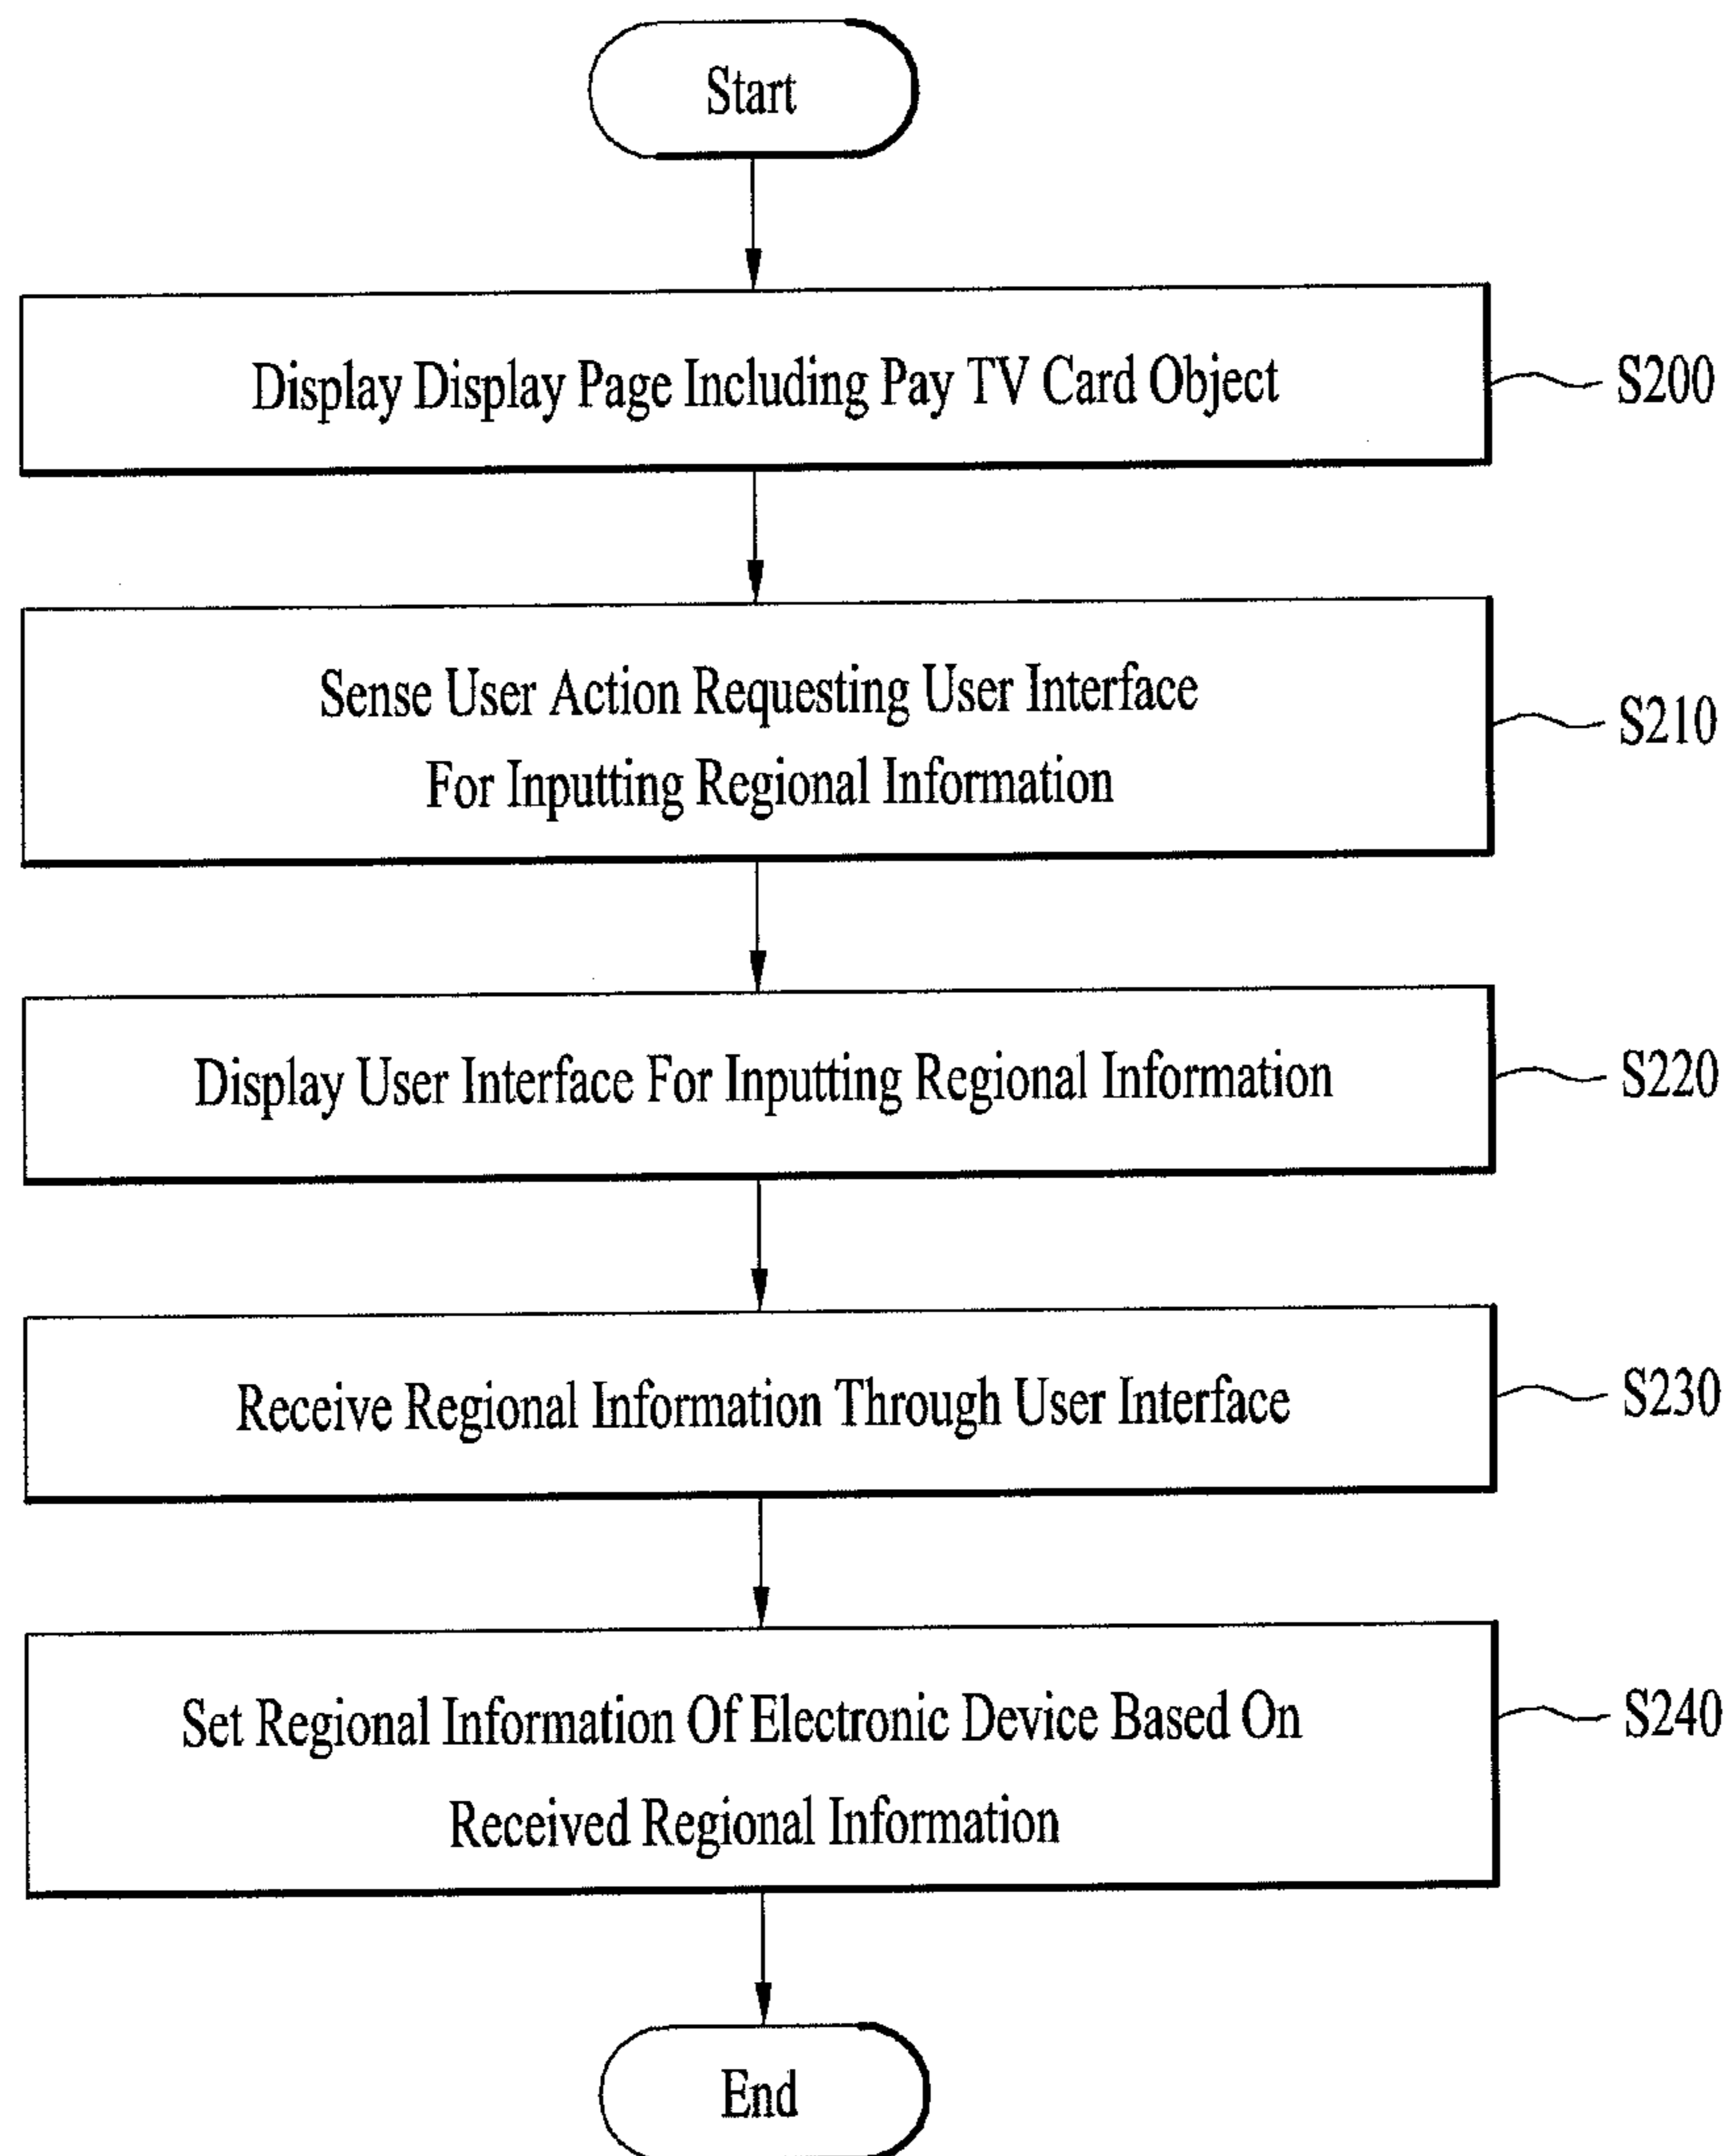 Start
Display Display Page Including Pay TV Card Object
S200
Sense User Action Requesting User Interface
For Inputting Regional Information
S210
Display User Interface For Inputting Regional Information
S220
Receive Regional Information Through User Interface
S230
Set Regional Information Of Electronic Device Based On
Received Regional Information
S240
End